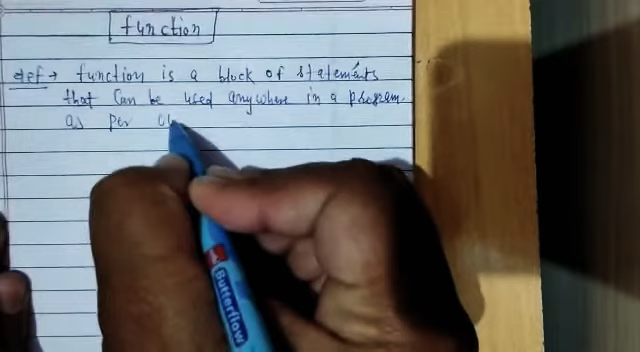 function
def → function is a block of statements
that can be used anywhere in a program
as per
Butterflow